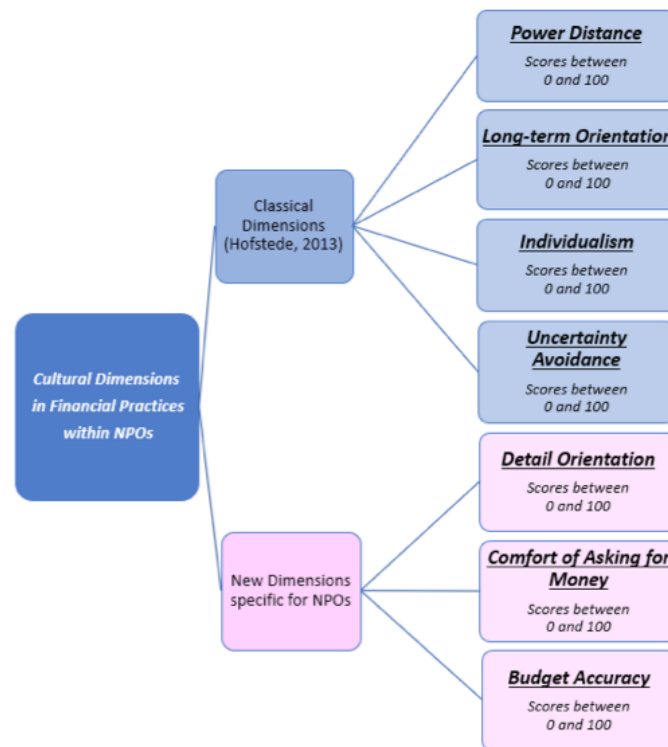 Power Distance
Scores between
0 and 100
Long-term Orientation
Scores between
0 and 100
Classical
Dimensions
(Hofstede, 2013)
Individualism
Scores between
0 and 100
Uncertainty
Avoidance
Scores between
0 and 100
Cultural Dimensions
in Financial Practices
within NPOs
Detail Orientation
Scores between
0 and 100
New Dimensions
specific for NPOs
Comfort of Asking for
Money
Scores between
0 and 100
Budget Accuracy
Scores between
0 and 100